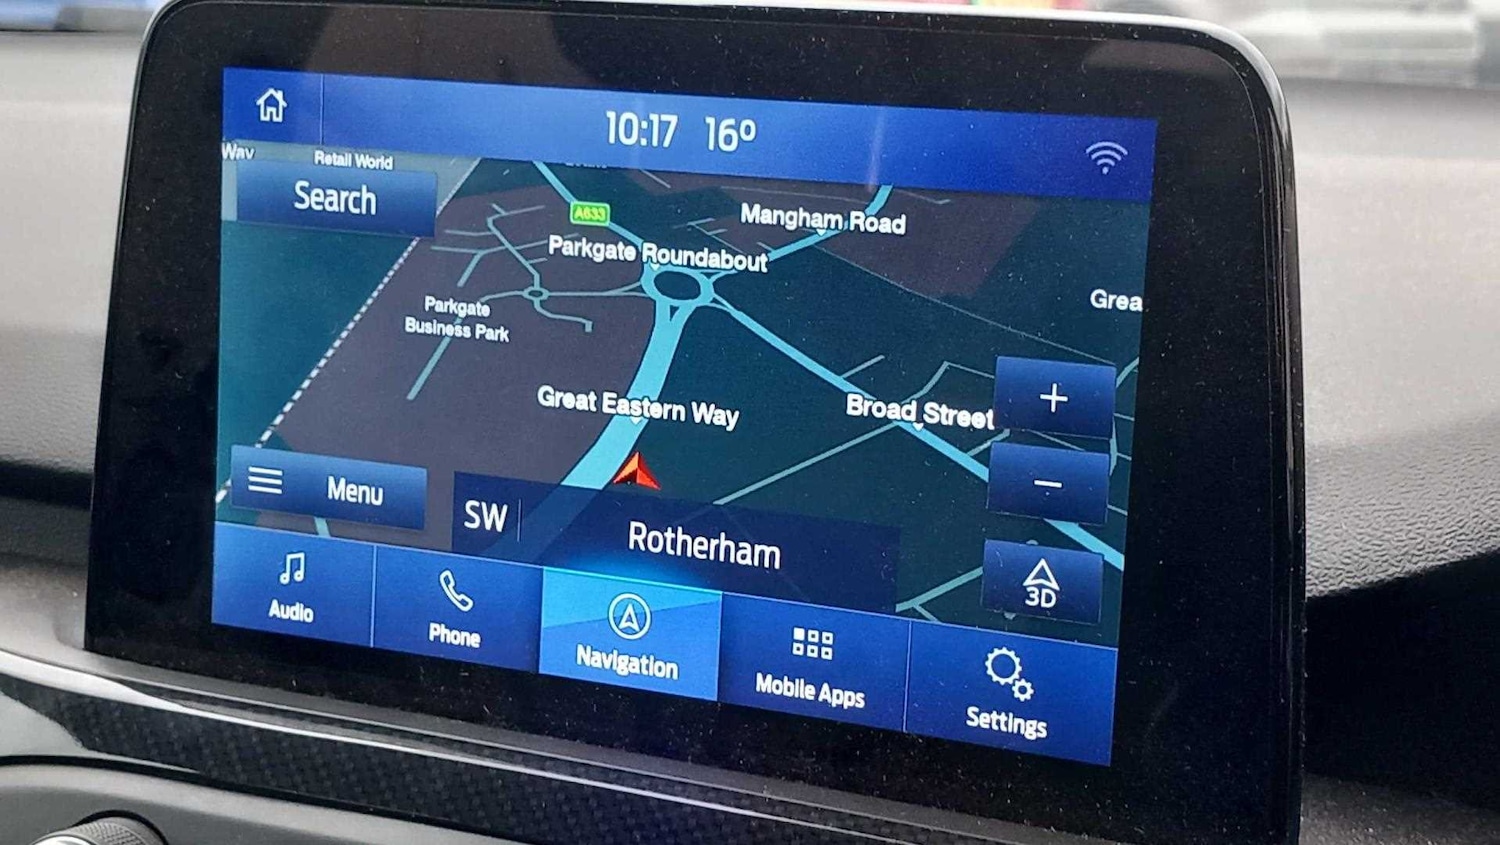 10:17 16º
Retail World
Search
A633
Mangham Road
Parkgate Roundabout
Grea
Parkgate
Business Park
Great Eastern Way
Broad Street
+
−
Menu
SW
Rotherham
3D
Audio
Phone
Navigation
Mobile Apps
Settings